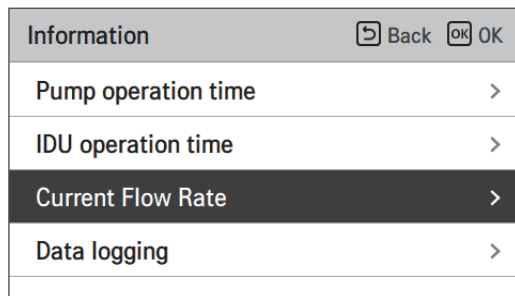 Information Back OK OK
Pump operation time
IDU operation time
Current Flow Rate
Data logging